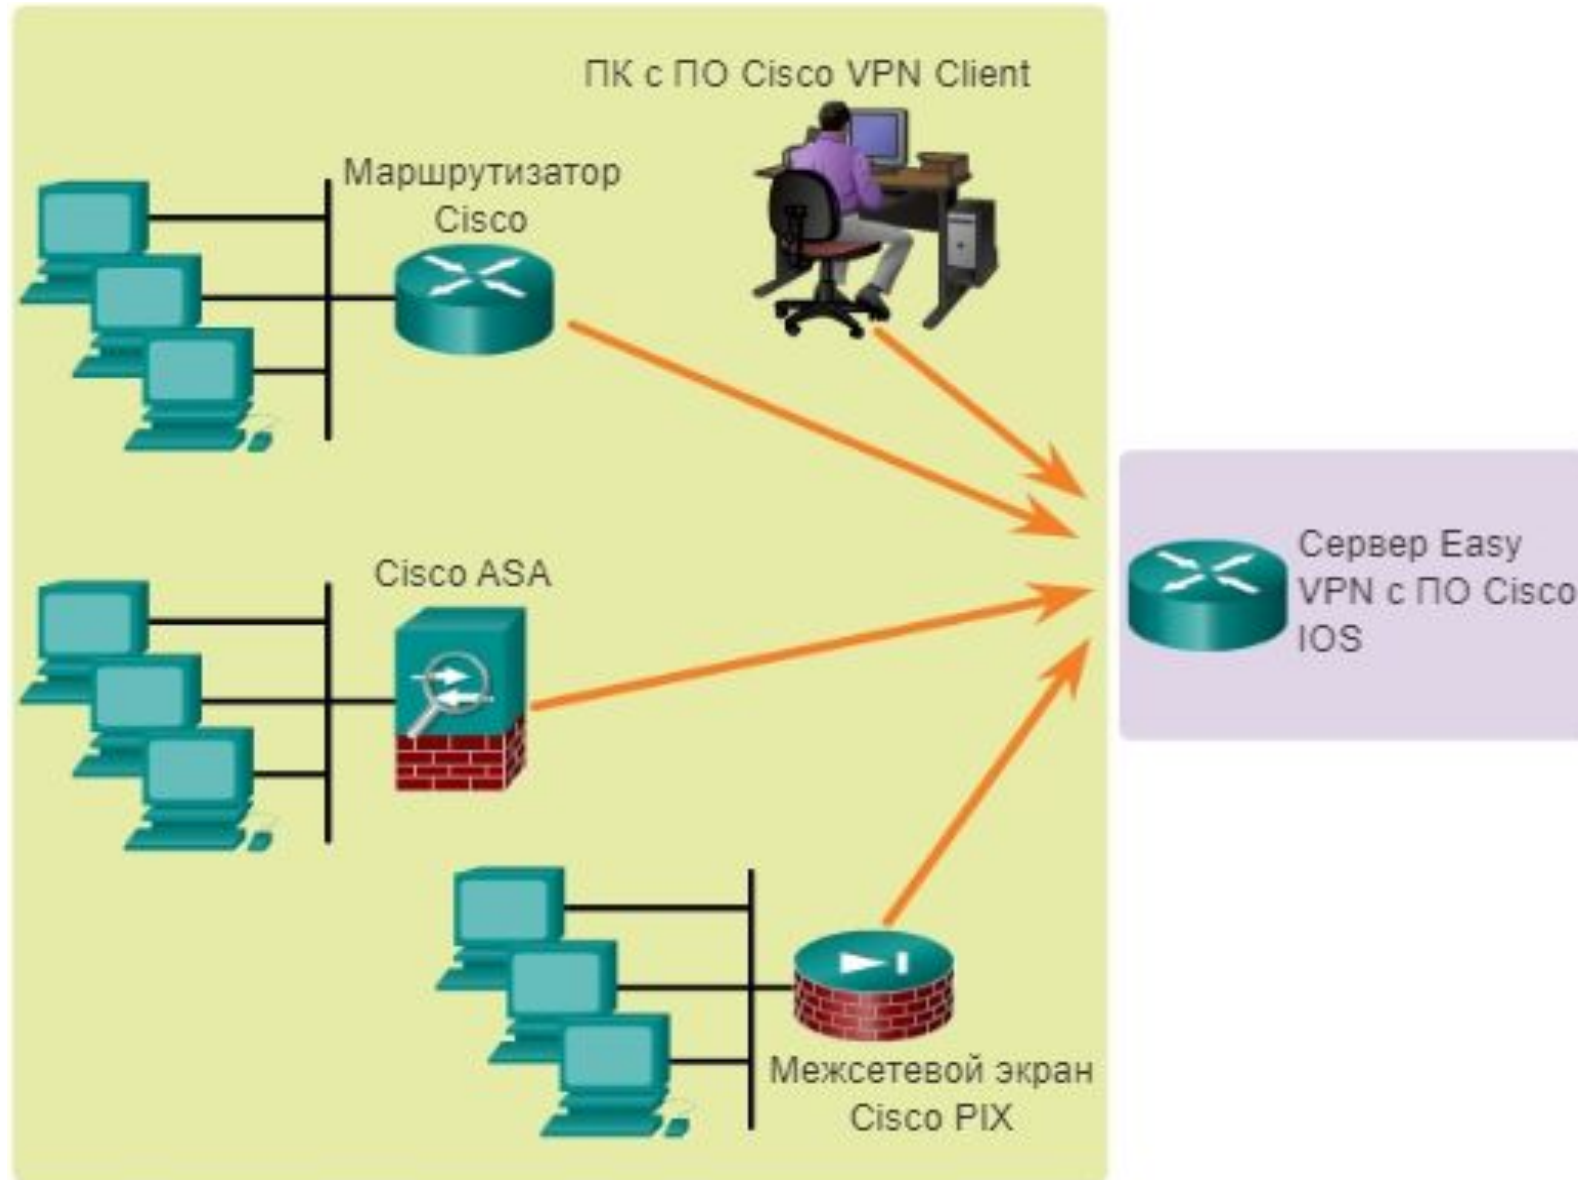 ПК с ПО Cisco VPN Client
Маршрутизатор
Cisco
Cisco ASA
Сервер Easy
VPN с ПО Cisco
IOS
Межсетевой экран
Cisco PIX